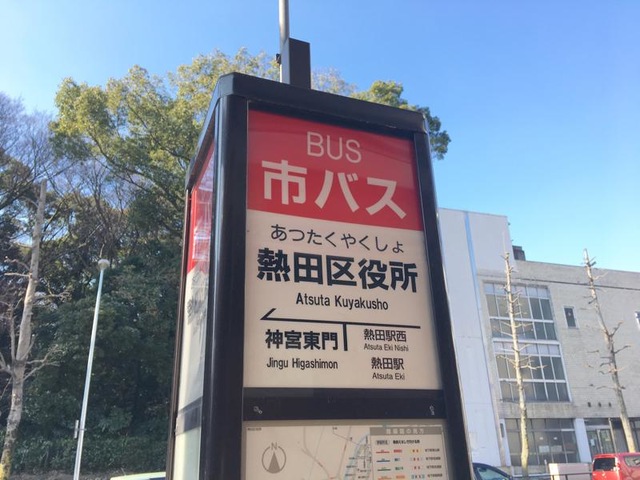 BUS
市バス
あつたくやくしょ
熱田区役所
Atsuta Kuyakusho
神宮東門
Jingu Higashimon
熱田駅西
Atsuta Eki Nishi
熱田駅
Atsuta Eki
N